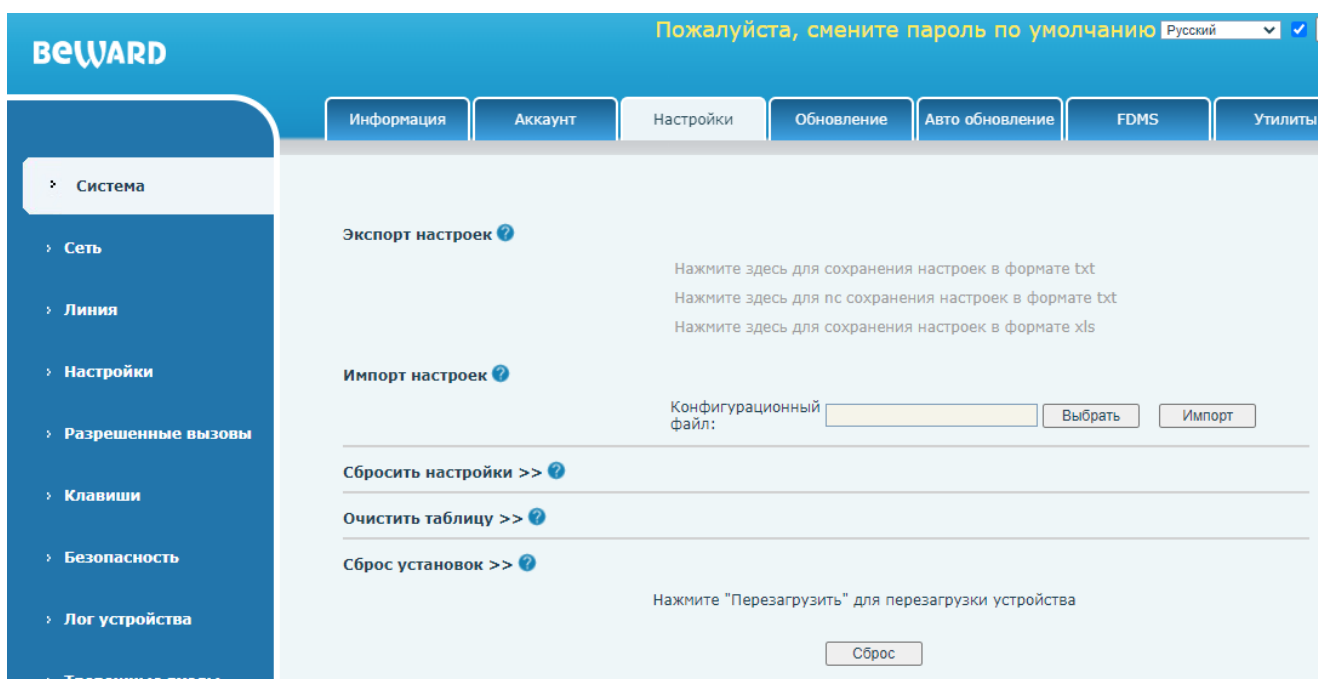 Пожалуйста, смените пароль по умолчанию Русский
BEWARD
Информация Аккаунт Настройки Обновление Авто обновление FDMS Утилиты
Система
Сеть
Линия
Настройки
Разрешенные вызовы
Клавиши
Безопасность
Лог устройства
Экспорт настроек
Нажмите здесь для сохранения настроек в формате txt
Нажмите здесь для nc сохранения настроек в формате txt
Нажмите здесь для сохранения настроек в формате xls
Импорт настроек
Конфигурационный
файл: Выбрать Импорт
Сбросить настройки >>
Очистить таблицу >>
Сброс установок >>
Нажмите "Перезагрузить" для перезагрузки устройства
Сброс